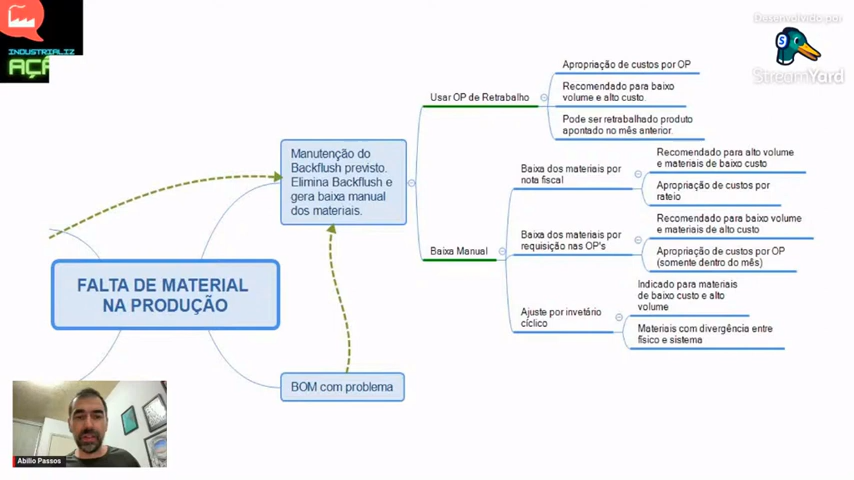 INDUSTRIALIZ
AÇÃ
Desenvolvido por
StreamYard
Apropriação de custos por OP
Usar OP de Retrabalho
Recomendado para baixo
volume e alto custo.
Pode ser retrabalhado produto
apontado no mês anterior.
Manutenção do
Backflush previsto.
Elimina Backflush e
gera baixa manual
dos materiais.
Baixa Manual
Baixa dos materiais por
nota fiscal
Recomendado para alto volume
e materiais de baixo custo
Apropriação de custos por
rateio
Baixa dos materiais por
requisição nas OP's
Recomendado para baixo volume
e materiais de alto custo
Apropriação de custos por OP
(somente dentro do mês)
Ajuste por invetário
cíclico
Indicado para materiais
de baixo custo e alto
volume
Materiais com divergência entre
físico e sistema
FALTA DE MATERIAL
NA PRODUÇÃO
BOM com problema
Abilio Passos